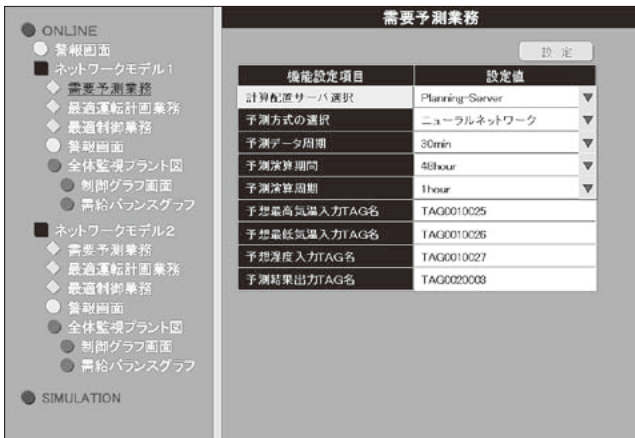 ONLINE
警報画面
ネットワークモデル1
需要予測業務
最適運転計画業務
最適制御業務
警報画面
全体監視プラント図
制御グラフ画面
需給バランスグラフ
ネットワークモデル2
需要予測業務
最適運転計画業務
最適制御業務
警報画面
全体監視プラント図
制御グラフ画面
需給バランスグラフ
SIMULATION
需要予測業務
設 定
機能設定項目 設定値
計算配置サーバ選択 Planning-Server
予測方式の選択 ニューラルネットワーク
予測データ周期 30min
予測演算期間 48hour
予測演算周期 1hour
予想最高気温入力TAG名 TAG0010025
予想最低気温入力TAG名 TAG0010026
予想湿度入力TAG名 TAG0010027
予測結果出力TAG名 TAG0020003